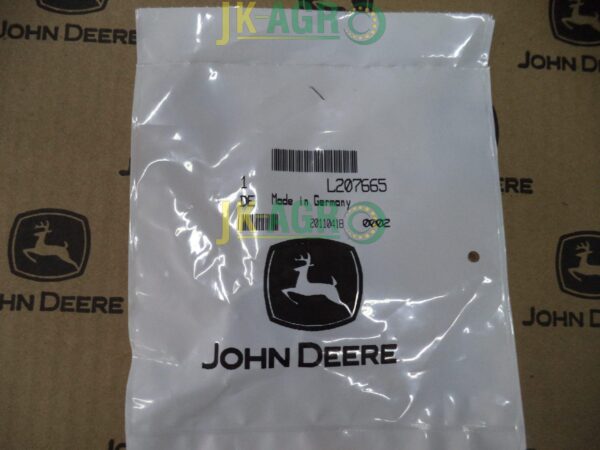 JK-AGRO
JOHN DEERE
JOHN DEERE
1 L207665
DE Made in Germany
20110418 0002
JK-AGRO
JOHN DEERE
JOHN DEERE
JOHN DEERE
JOHN DEERE